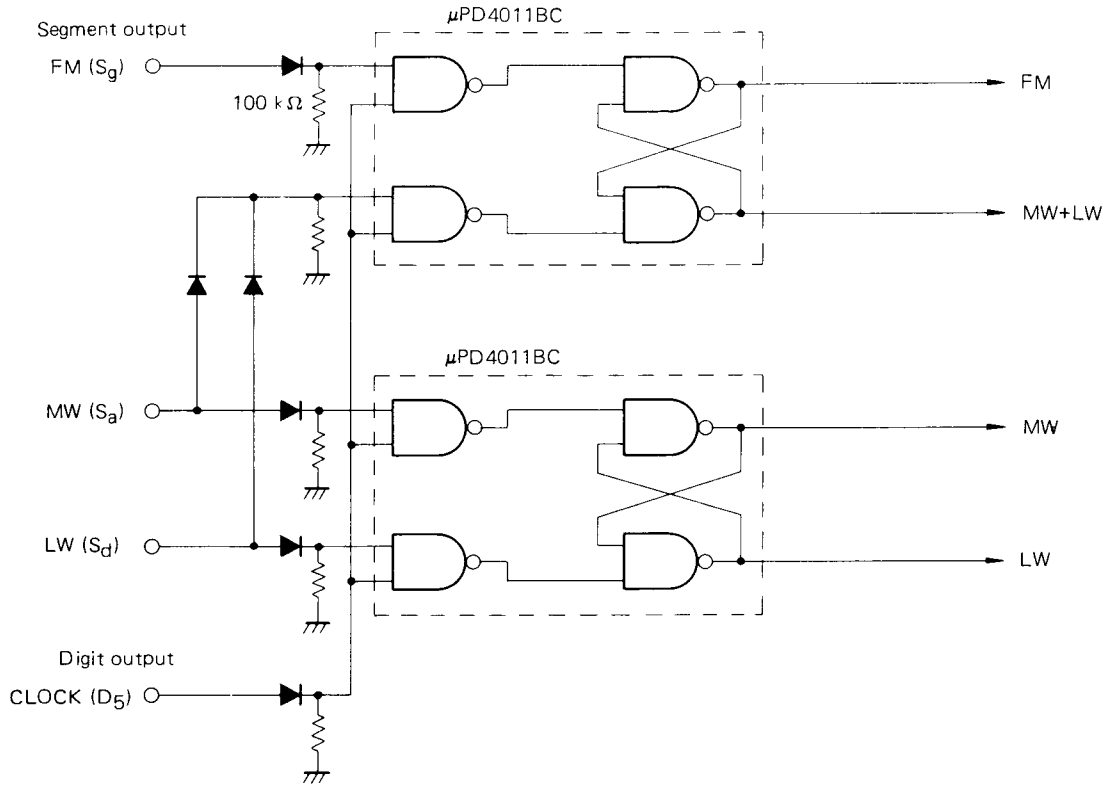 μPD4011BC
Segment output
FM (Sg)
100 kΩ
FM
MW+LW
μPD4011BC
MW (Sa)
MW
LW (Sd)
LW
Digit output
CLOCK (D5)